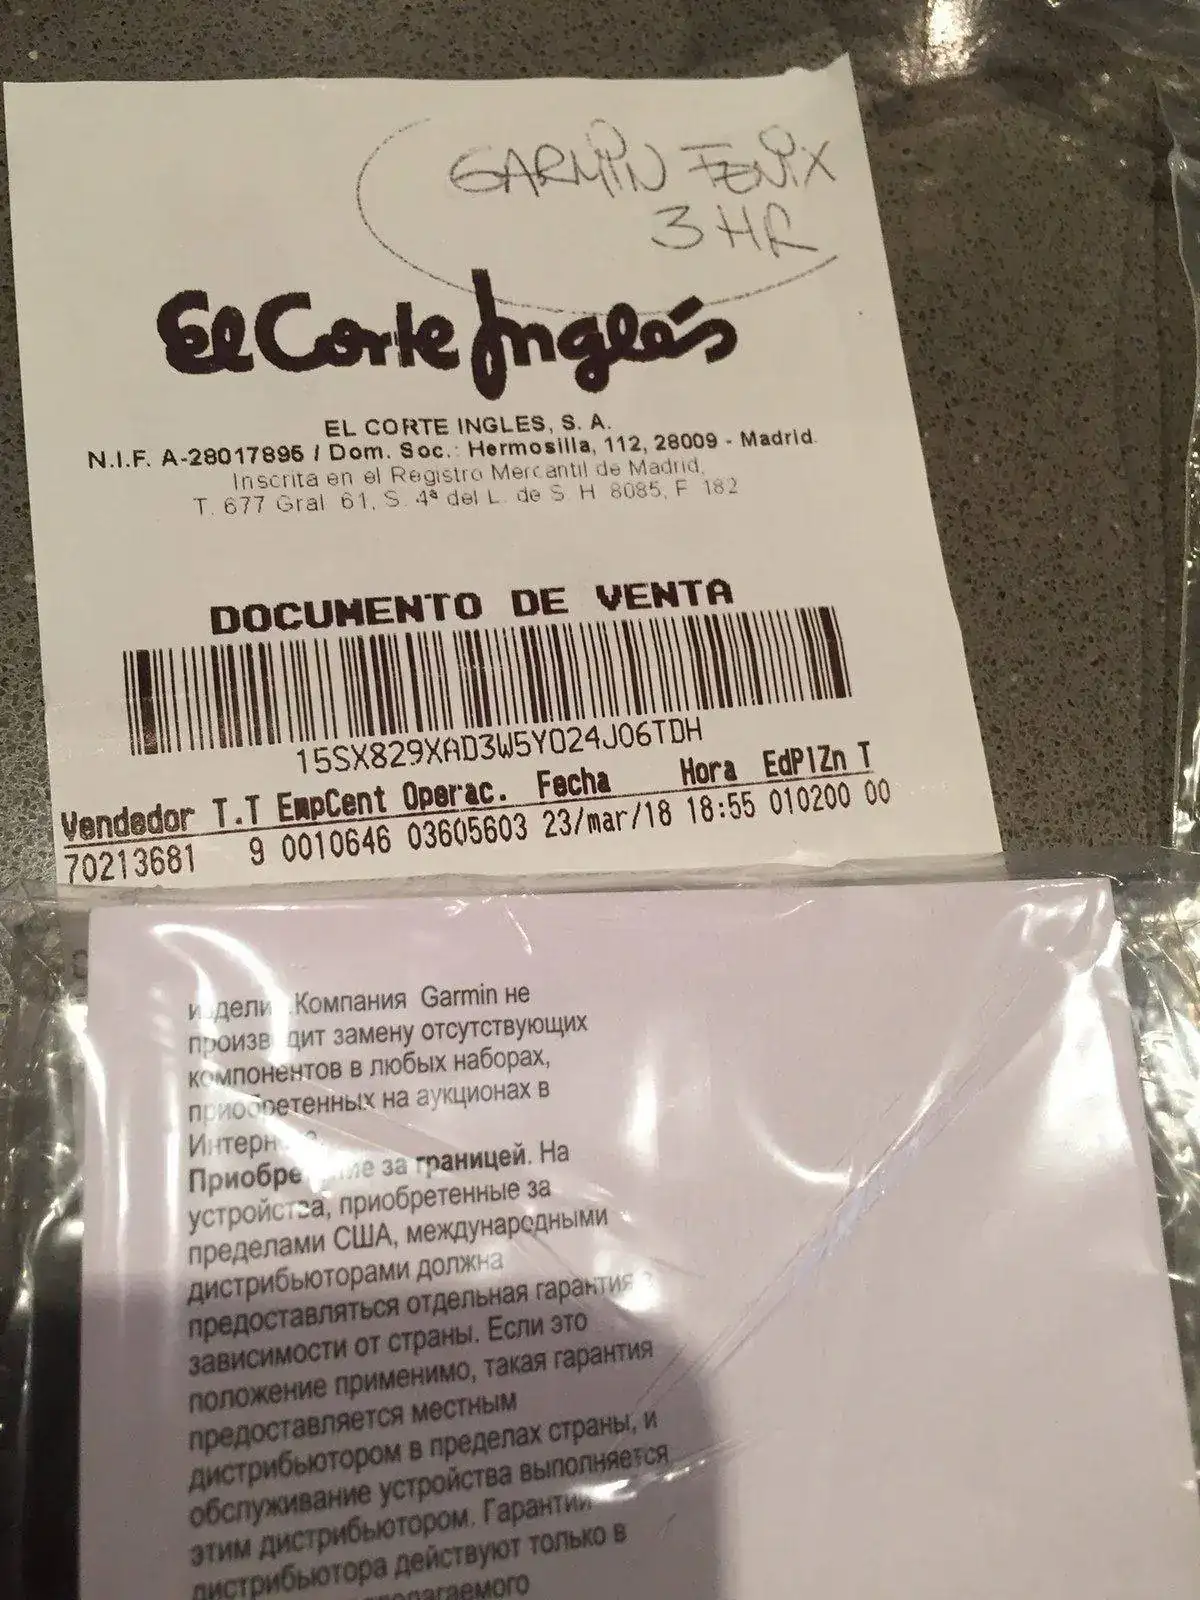 GARMIN FENIX
3 HR
El Corte Inglés
EL CORTE INGLES, S. A.
N.I.F. A-28017895 / Dom. Soc.: Hermosilla, 112, 28009 - Madrid.
Inscrita en el Registro Mercantil de Madrid,
T. 677 Gral. 61, S. 4ª del L. de S. H 8085, F. 182
DOCUMENTO DE VENTA
15SX829XAD3W5YO24JO6TDH
Vendedor T.T EmpCent Operac. Fecha Hora EdPlZn T
70213681 9 0010646 03605603 23/mar/18 18:55 010200 00
Компания Garmin не
замену отсутствующих
компонентов в любых наборах,
приобретенных на аукционах в
за границей. На
устройства, приобретенные за
пределами США, международными
дистрибьюторами должна
предоставляться отдельная гарантия в
зависимости от страны. Если это
положение применимо, такая гарантия
предоставляется местным
дистрибьютором в пределах страны, и
обслуживание устройства выполняется
этим дистрибьютором. Гарантии
дистрибьютора действуют только в